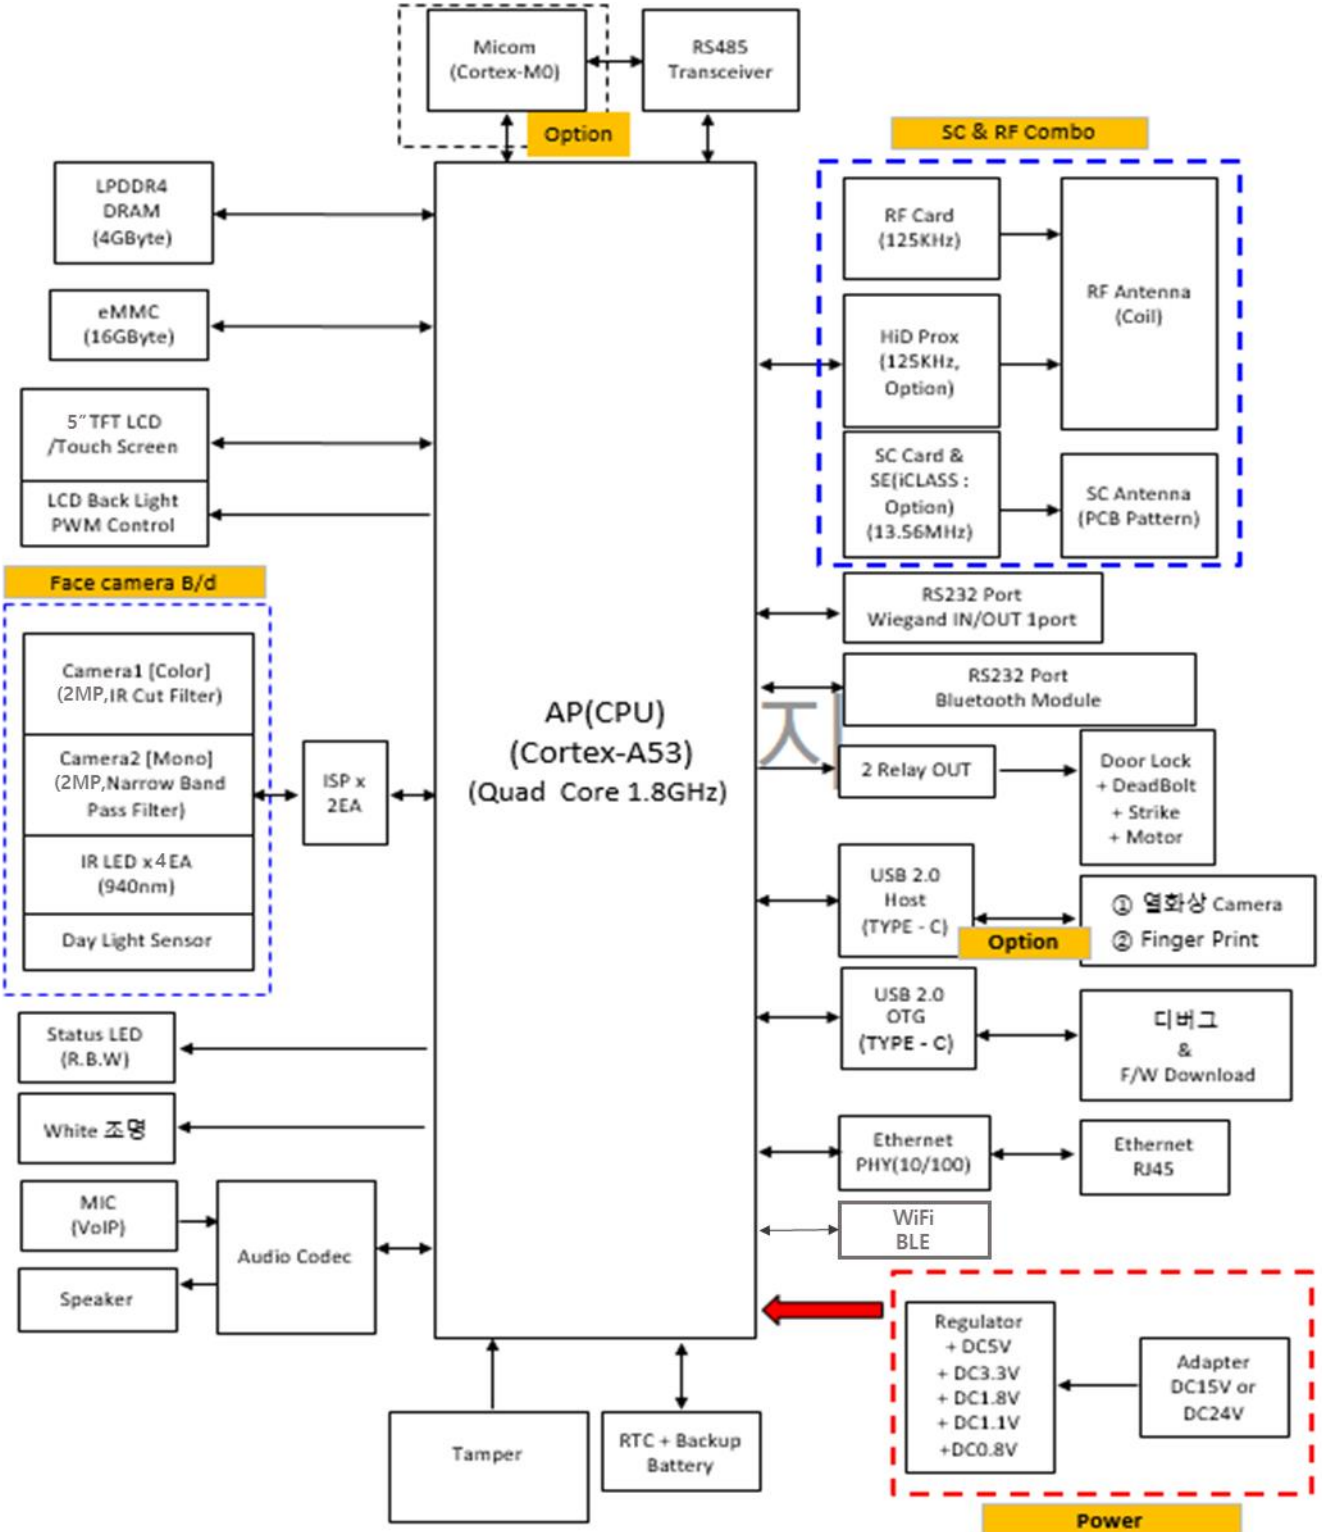 Micom
(Cortex-M0)
RS485
Transceiver
Option
SC & RF Combo
LPDDR4
DRAM
(4GByte)
eMMC
(16GByte)
5″TFT LCD
/Touch Screen
LCD Back Light
PWM Control
Face camera B/d
Camera1 [Color]
(2MP,IR Cut Filter)
Camera2 [Mono]
(2MP,Narrow Band
Pass Filter)
IR LED x 4 EA
(940nm)
Day Light Sensor
ISP x
2EA
Status LED
(R.B.W)
White 조명
MIC
(VoIP)
Speaker
Audio Codec
AP(CPU)
(Cortex-A53)
(Quad Core 1.8GHz)
지
RF Card
(125KHz)
HiD Prox
(125KHz,
Option)
SC Card &
SE(iCLASS :
Option)
(13.56MHz)
RF Antenna
(Coil)
SC Antenna
(PCB Pattern)
RS232 Port
Wiegand IN/OUT 1port
RS232 Port
Bluetooth Module
2 Relay OUT
Door Lock
+ DeadBolt
+ Strike
+ Motor
USB 2.0
Host
(TYPE - C)
Option
① 열화상 Camera
② Finger Print
USB 2.0
OTG
(TYPE - C)
디버그
&
F/W Download
Ethernet
PHY(10/100)
Ethernet
RJ45
WiFi
BLE
Regulator
+ DC5V
+ DC3.3V
+ DC1.8V
+ DC1.1V
+DC0.8V
Adapter
DC15V or
DC24V
Power
Tamper
RTC + Backup
Battery